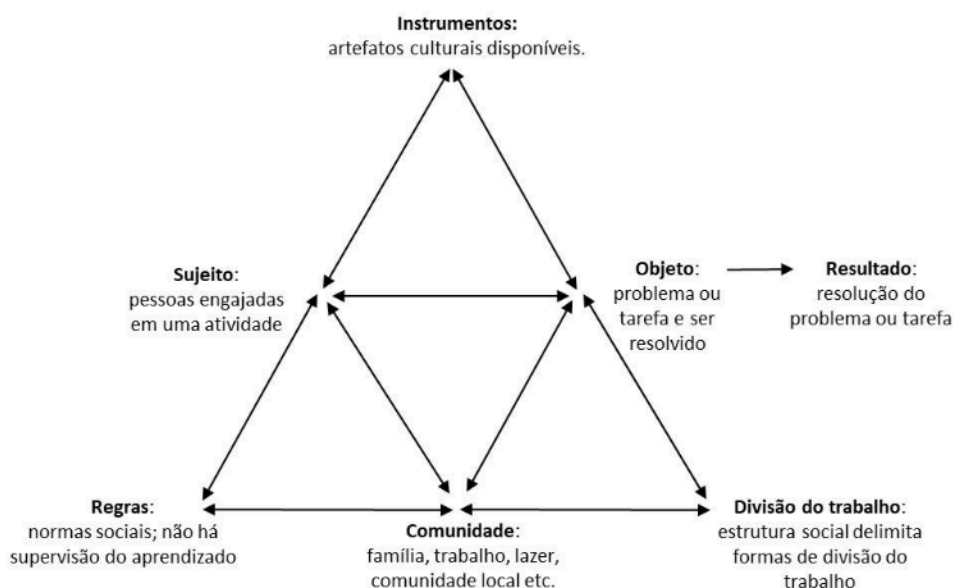 Instrumentos:
artefatos culturais disponíveis.
Sujeito:
pessoas engajadas
em uma atividade
Objeto:
problema ou
tarefa e ser
resolvido
Resultado:
resolução do
problema ou tarefa
Regras:
normas sociais; não há
supervisão do aprendizado
Comunidade:
família, trabalho, lazer,
comunidade local etc.
Divisão do trabalho:
estrutura social delimita
formas de divisão do
trabalho